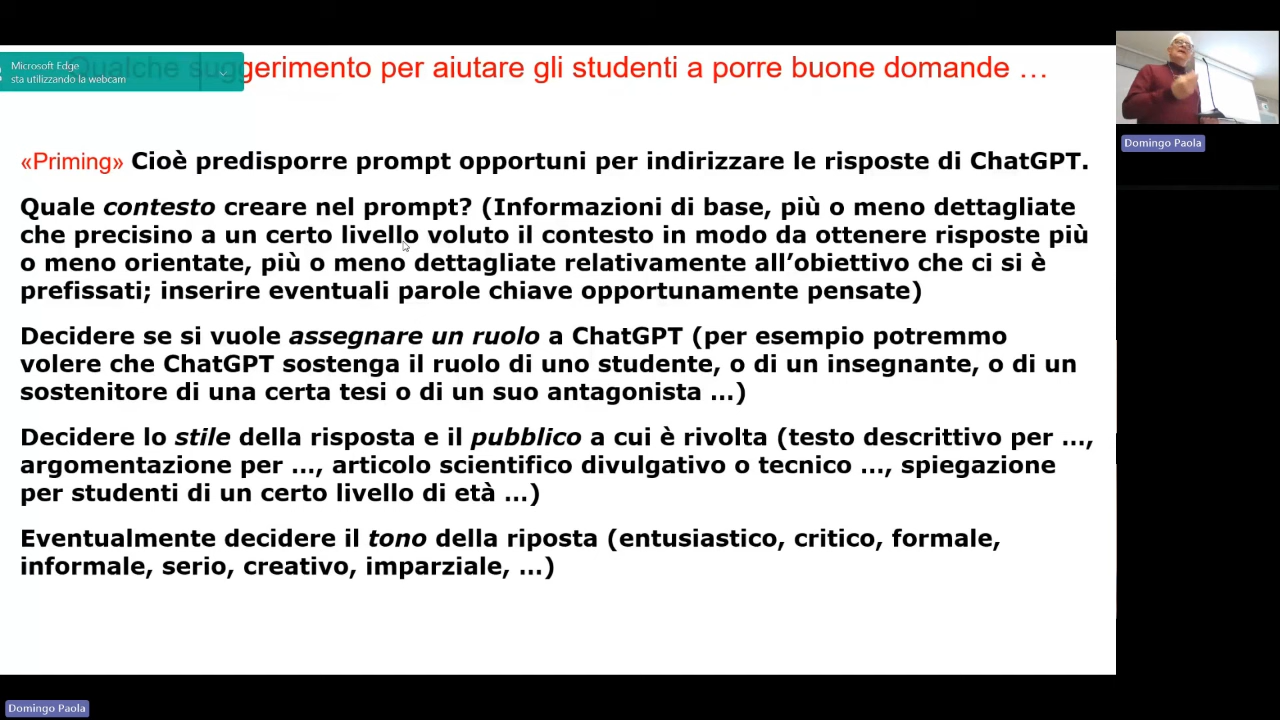 Microsoft Edge
sta utilizzando la webcam
Qualche suggerimento per aiutare gli studenti a porre buone domande …
Domingo Paola
«Priming» Cioè predisporre prompt opportuni per indirizzare le risposte di ChatGPT.
Quale contesto creare nel prompt? (Informazioni di base, più o meno dettagliate
che precisino a un certo livello voluto il contesto in modo da ottenere risposte più
o meno orientate, più o meno dettagliate relativamente all’obiettivo che ci si è
prefissati; inserire eventuali parole chiave opportunamente pensate)
Decidere se si vuole assegnare un ruolo a ChatGPT (per esempio potremmo
volere che ChatGPT sostenga il ruolo di uno studente, o di un insegnante, o di un
sostenitore di una certa tesi o di un suo antagonista …)
Decidere lo stile della risposta e il pubblico a cui è rivolta (testo descrittivo per …,
argomentazione per …, articolo scientifico divulgativo o tecnico …, spiegazione
per studenti di un certo livello di età …)
Eventualmente decidere il tono della riposta (entusiastico, critico, formale,
informale, serio, creativo, imparziale, …)
Domingo Paola